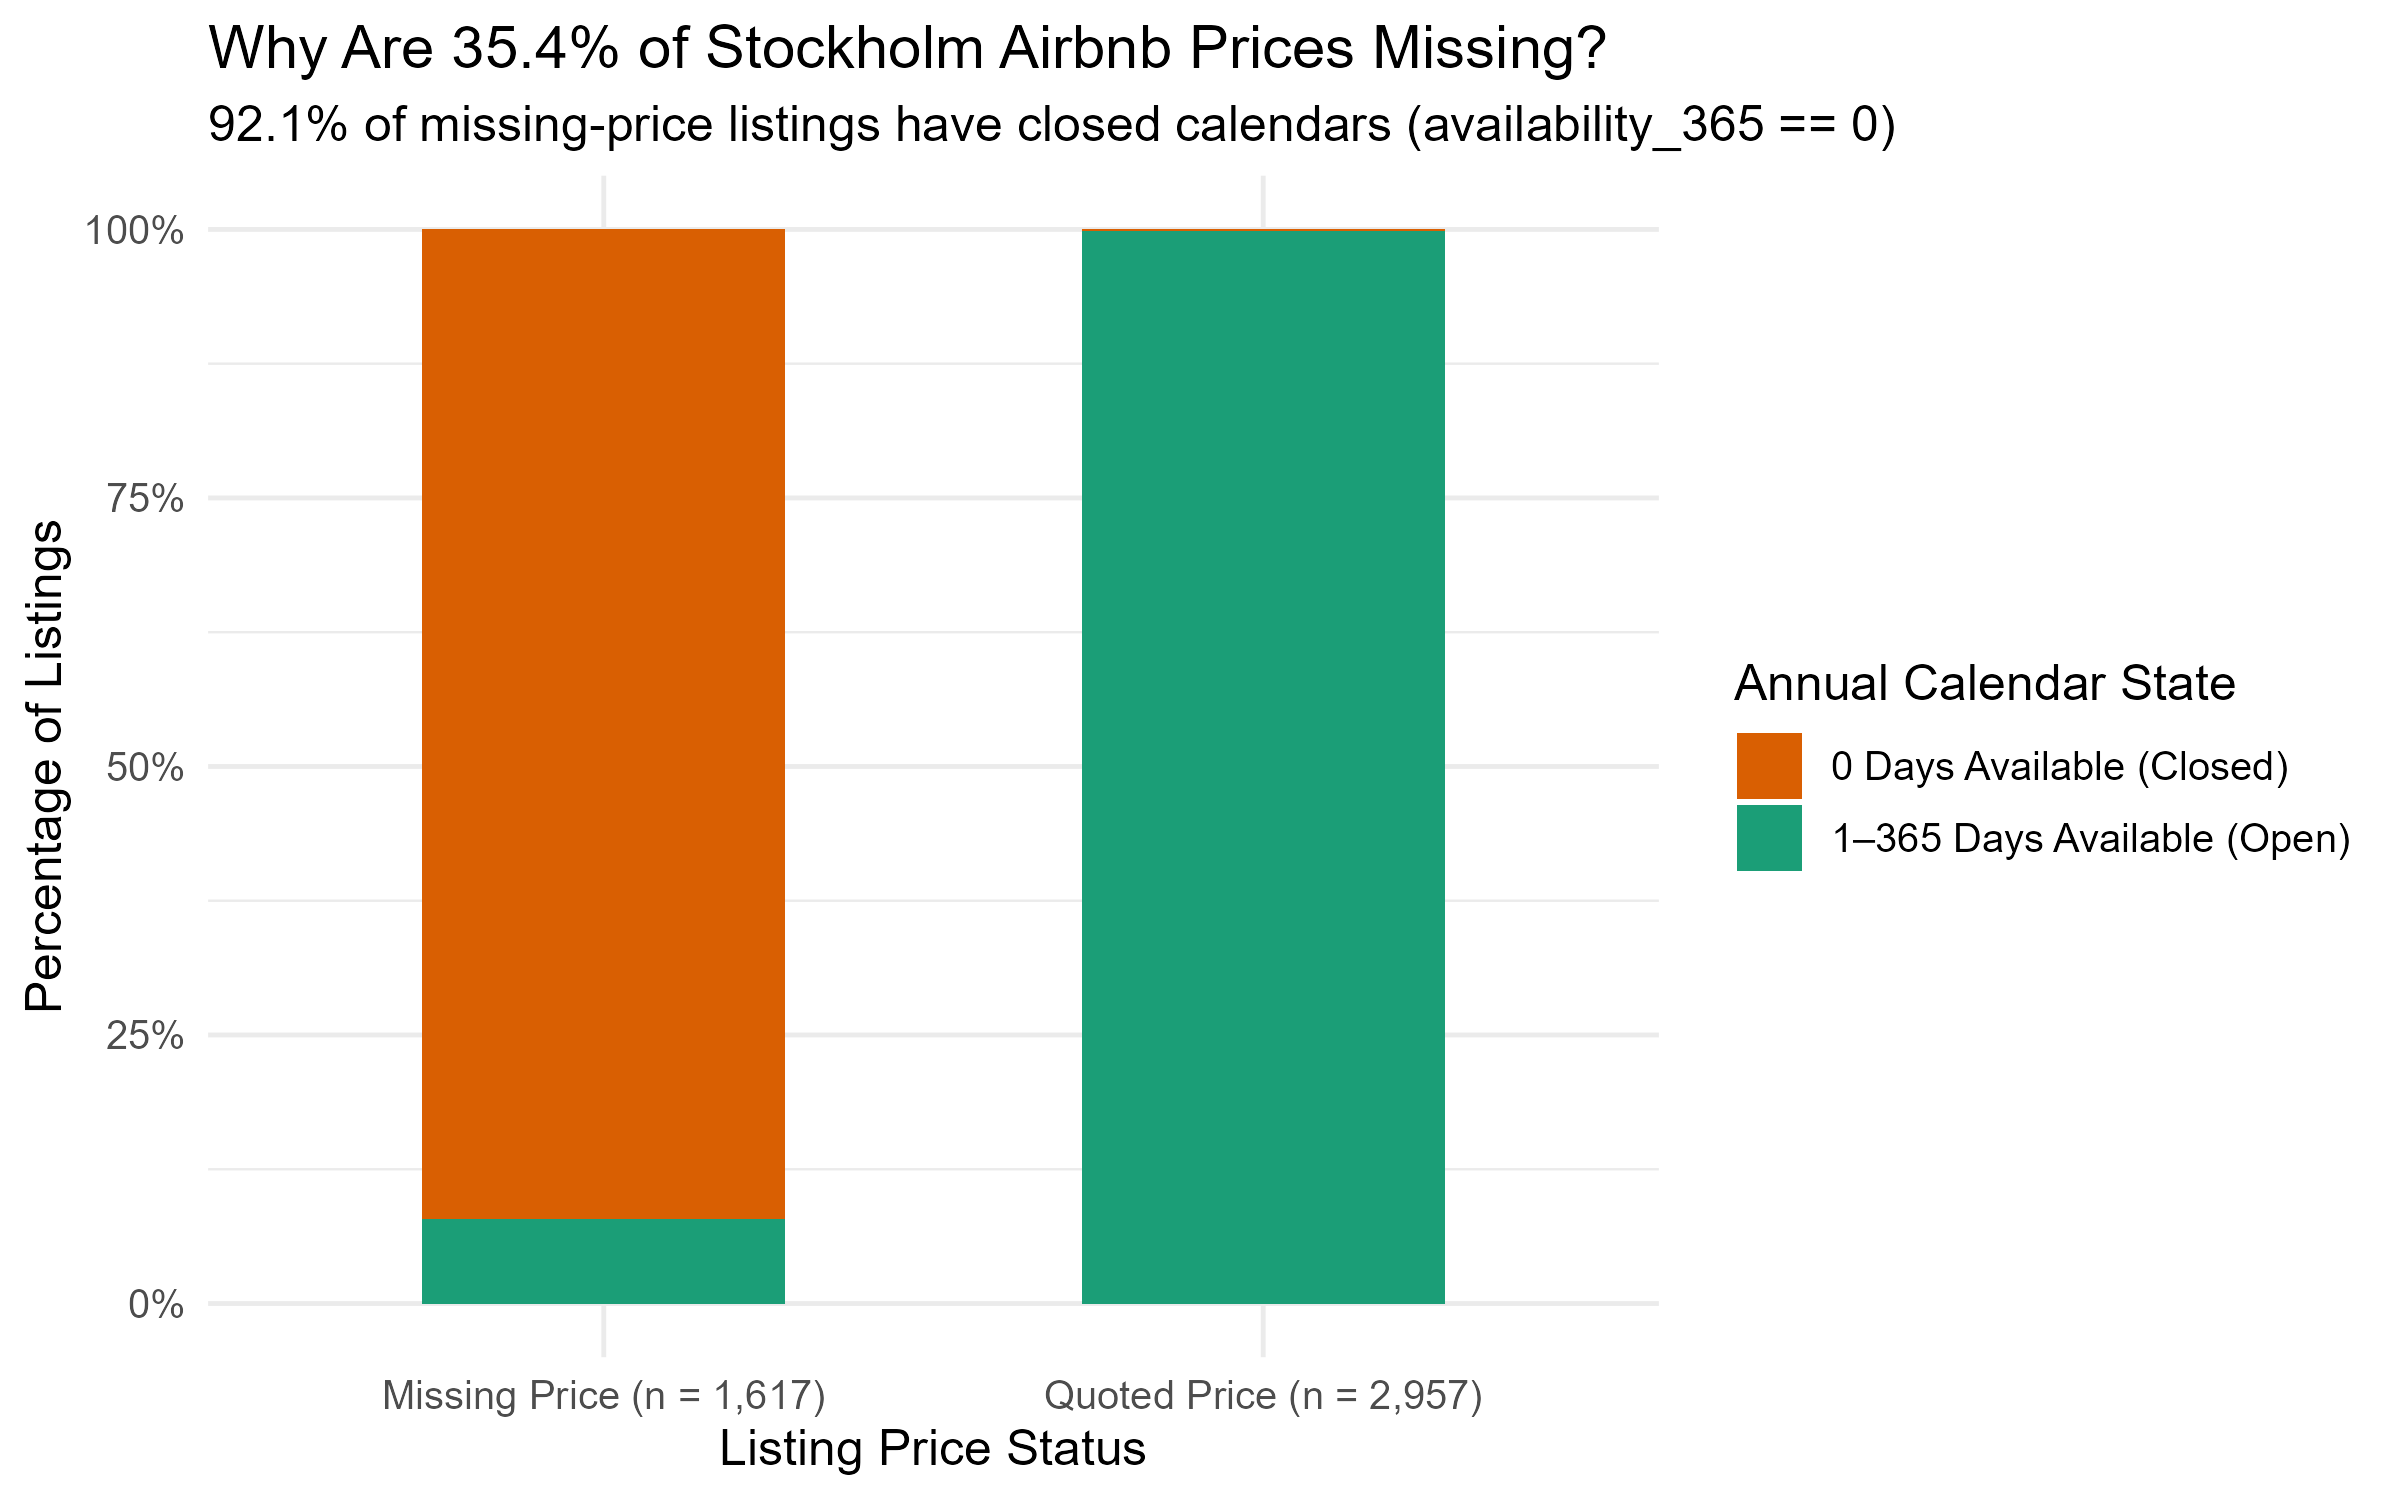 Why Are 35.4% of Stockholm Airbnb Prices Missing?
92.1% of missing-price listings have closed calendars (availability_365 == 0)
Percentage of Listings
100%
75%
50%
25%
0%
Missing Price (n = 1,617)
Quoted Price (n = 2,957)
Listing Price Status
Annual Calendar State
0 Days Available (Closed)
1–365 Days Available (Open)